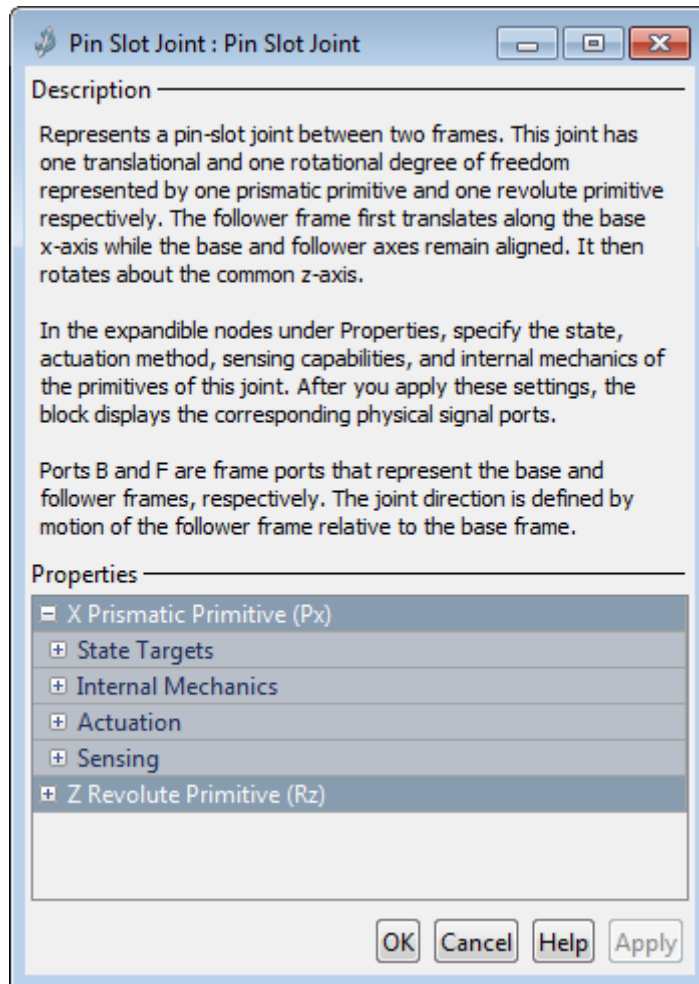 Pin Slot Joint : Pin Slot Joint
Description
Represents a pin-slot joint between two frames. This joint has
one translational and one rotational degree of freedom
represented by one prismatic primitive and one revolute primitive
respectively. The follower frame first translates along the base
x-axis while the base and follower axes remain aligned. It then
rotates about the common z-axis.
In the expandible nodes under Properties, specify the state,
actuation method, sensing capabilities, and internal mechanics of
the primitives of this joint. After you apply these settings, the
block displays the corresponding physical signal ports.
Ports B and F are frame ports that represent the base and
follower frames, respectively. The joint direction is defined by
motion of the follower frame relative to the base frame.
Properties
X Prismatic Primitive (Px)
State Targets
Internal Mechanics
Actuation
Sensing
Z Revolute Primitive (Rz)
OK Cancel Help Apply